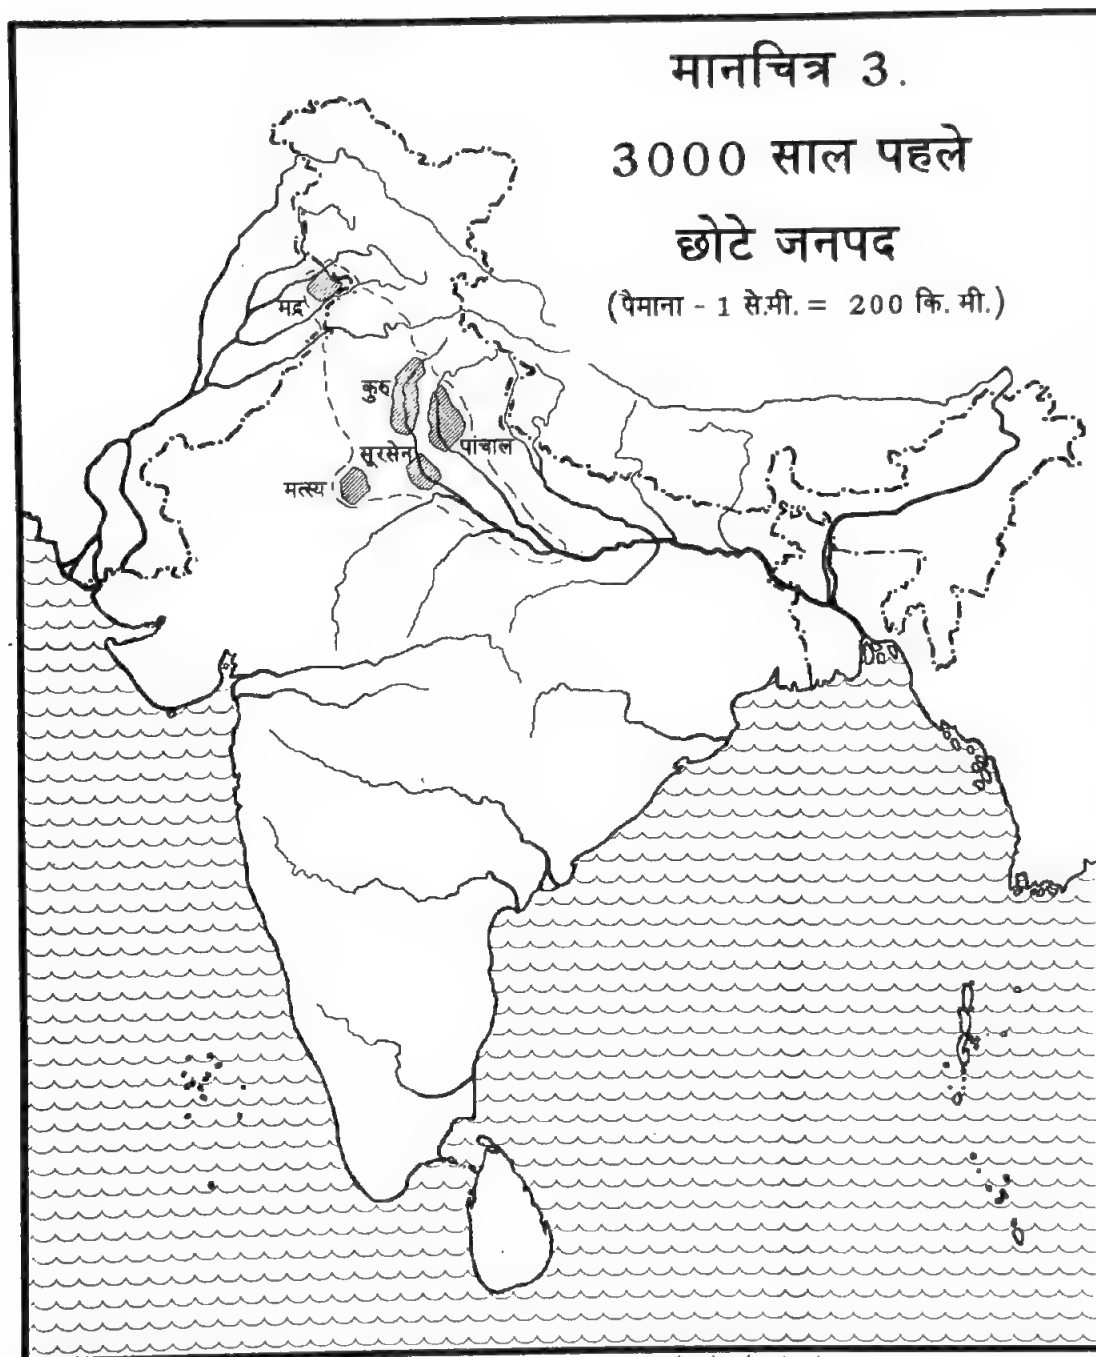 मानचित्र 3.
3000 साल पहले
छोटे जनपद
(पैमाना - 1 से.मी. = 200 कि. मी.)
मद्र
कुरु
सूरसेन
पांचाल
मत्स्य